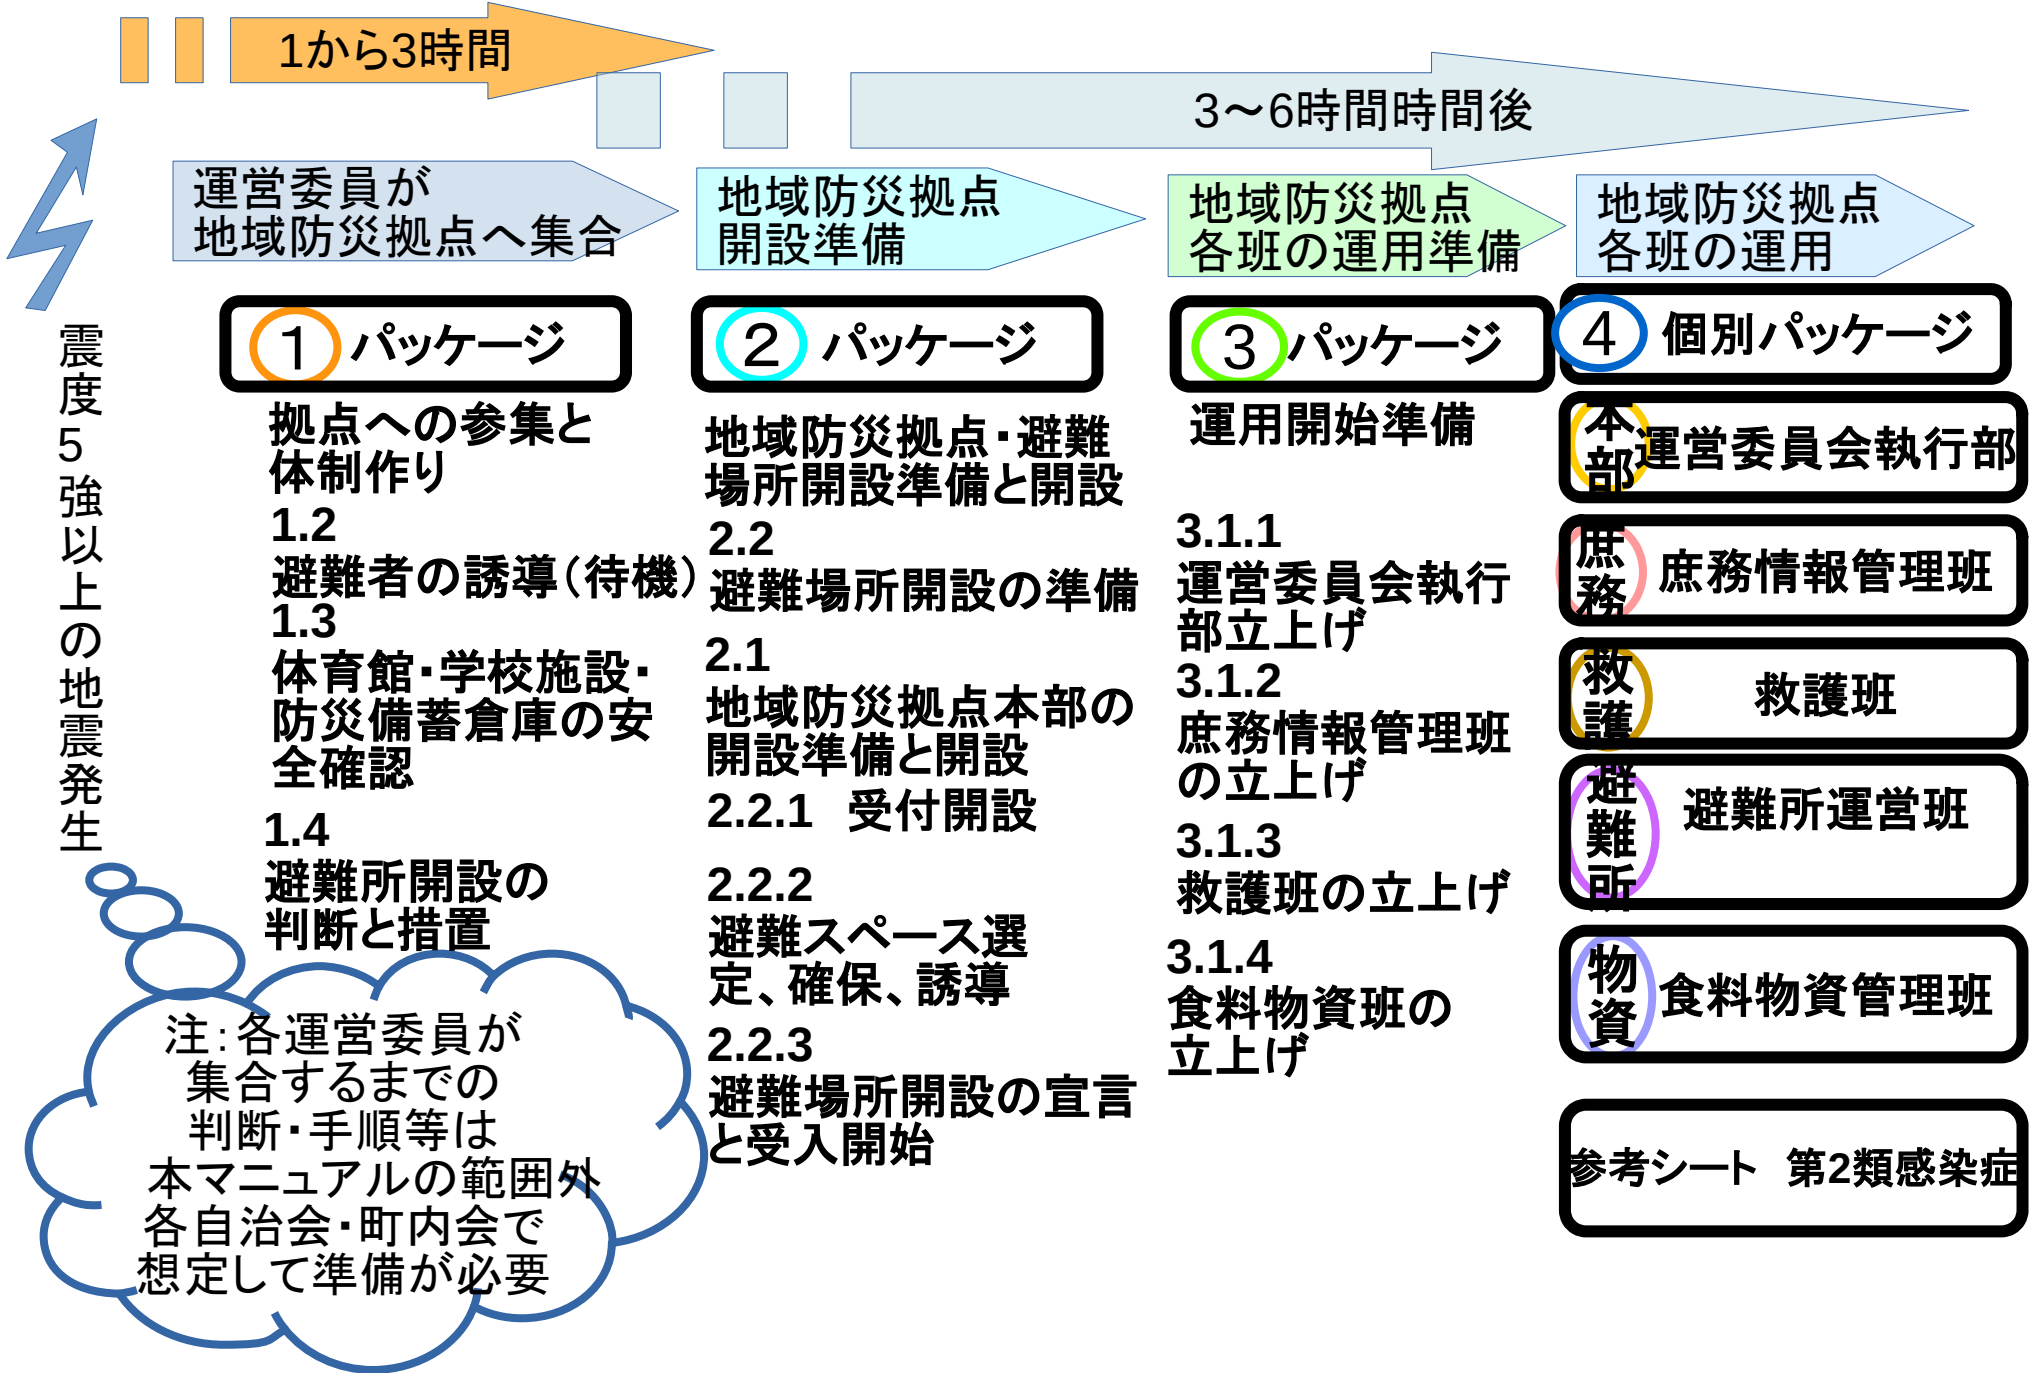 1から3時間
3～6時間時間後
運営委員が
地域防災拠点へ集合
地域防災拠点
開設準備
地域防災拠点
各班の運用準備
地域防災拠点
各班の運用
震度5強以上の地震発生
1 パッケージ
拠点への参集と
体制作り
1.2
避難者の誘導（待機）
1.3
体育館・学校施設・
防災備蓄倉庫の安
全確認
1.4
避難所開設の
判断と措置
注：各運営委員が
集合するまでの
判断・手順等は
本マニュアルの範囲外
各自治会・町内会で
想定して準備が必要
2 パッケージ
地域防災拠点・避難
場所開設準備と開設
2.2
避難場所開設の準備
2.1
地域防災拠点本部の
開設準備と開設
2.2.1　受付開設
2.2.2
避難スペース選
定、確保、誘導
2.2.3
避難場所開設の宣言
と受入開始
3 パッケージ
運用開始準備
3.1.1
運営委員会執行
部立上げ
3.1.2
庶務情報管理班
の立上げ
3.1.3
救護班の立上げ
3.1.4
食料物資班の
立上げ
4 個別パッケージ
本部 運営委員会執行部
庶務 庶務情報管理班
救護 救護班
避難所 避難所運営班
物資 食料物資管理班
参考シート　第2類感染症